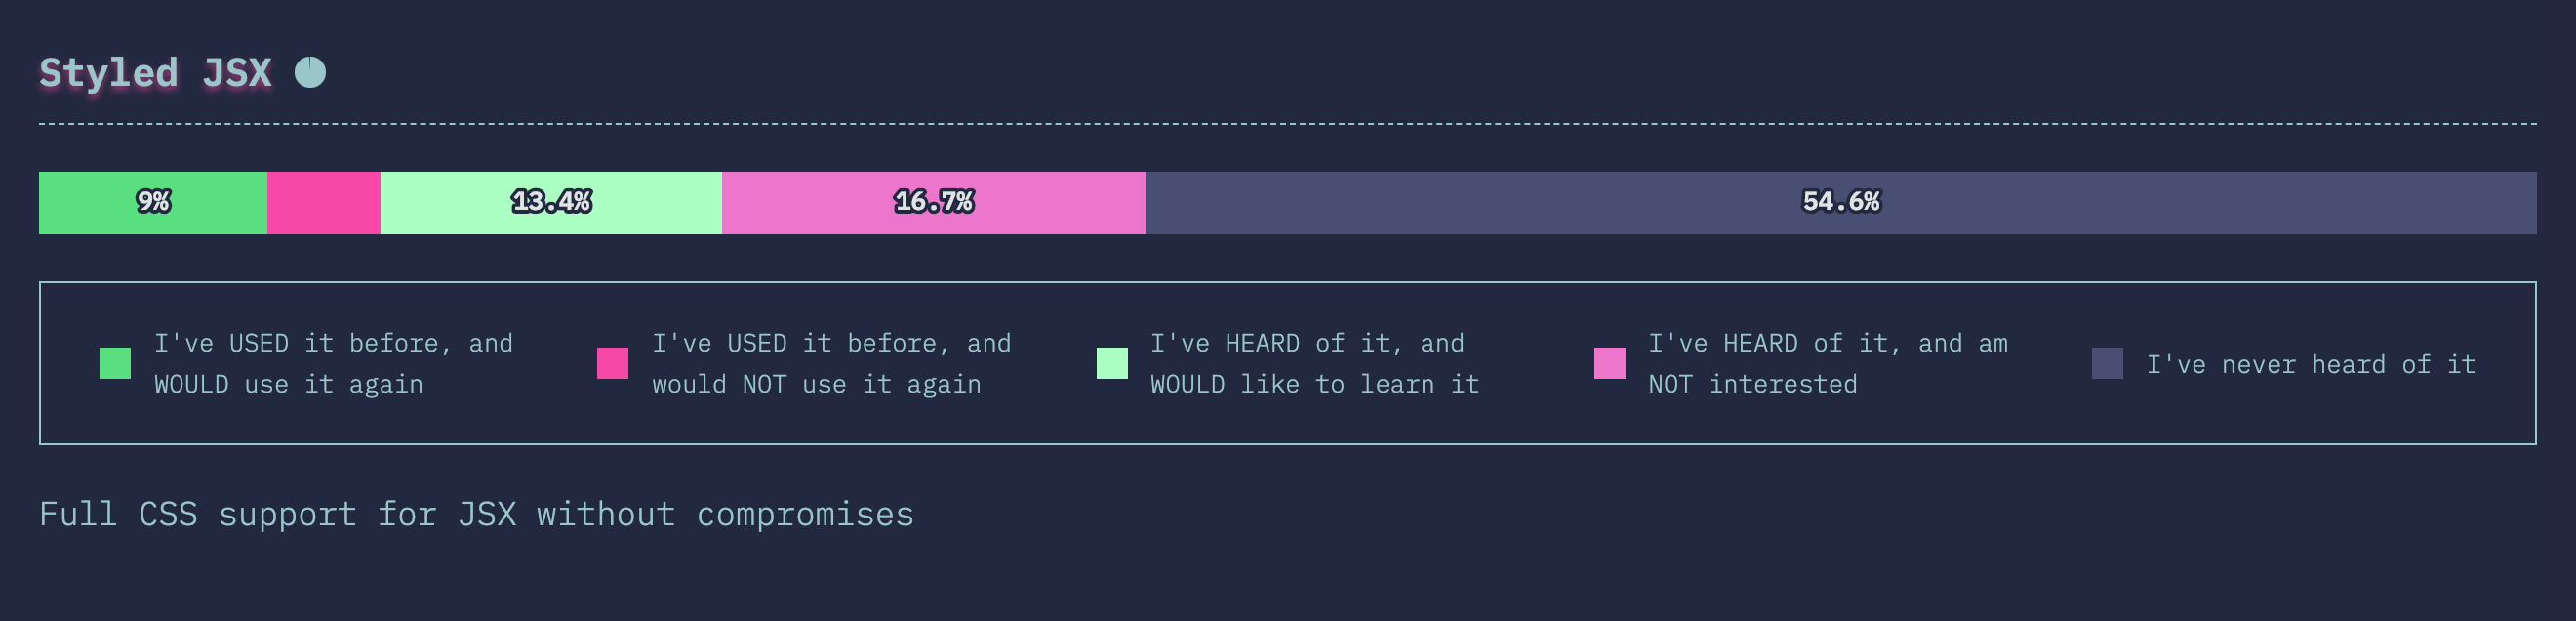 Styled JSX
9% 13.4% 16.7% 54.6%
I've USED it before, and
WOULD use it again
I've USED it before, and
would NOT use it again
I've HEARD of it, and
WOULD like to learn it
I've HEARD of it, and am
NOT interested
I've never heard of it
Full CSS support for JSX without compromises